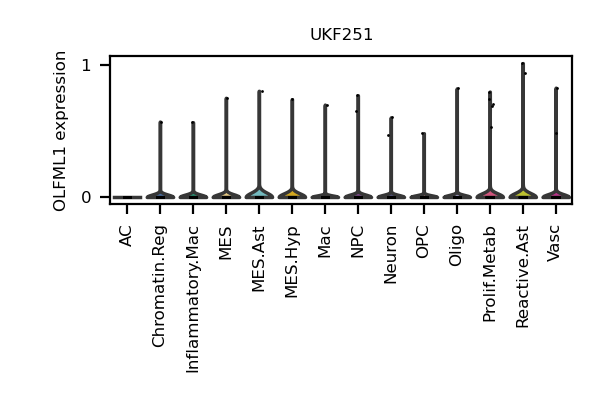 UKF251
OLFML1 expression
1
0
AC
Chromatin.Reg
Inflammatory.Mac
MES
MES.Ast
MES.Hyp
Mac
NPC
Neuron
OPC
Oligo
Prolif.Metab
Reactive.Ast
Vasc